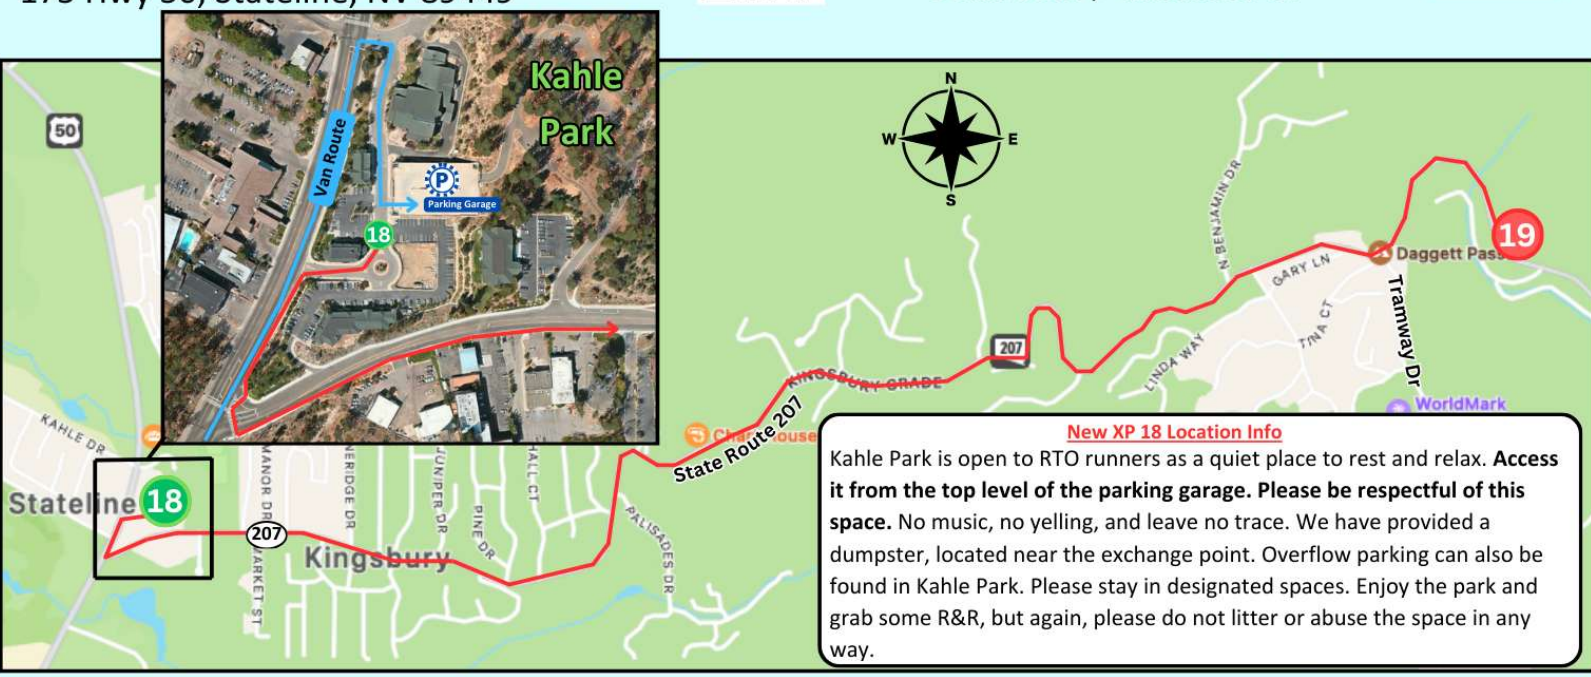 175 Hwy 50, Stateline, NV 89449
Kahle
Park
Van Route
P
Parking Garage
18
50
N
W
E
S
N BENJAMIN DR
19
Daggett Pass
GARY LN
TINA CT
Tramway Dr
207
LINDA WAY
KINGSBURY GRADE
WorldMark
State Route 207
KAHLE DR
Stateline
18
MANOR DR
JUNIPER DR
HALL CT
PINE DR
PALISADES DR
207
Kingsbury
MARKET ST
New XP 18 Location Info
Kahle Park is open to RTO runners as a quiet place to rest and relax. Access
it from the top level of the parking garage. Please be respectful of this
space. No music, no yelling, and leave no trace. We have provided a
dumpster, located near the exchange point. Overflow parking can also be
found in Kahle Park. Please stay in designated spaces. Enjoy the park and
grab some R&R, but again, please do not litter or abuse the space in any
way.